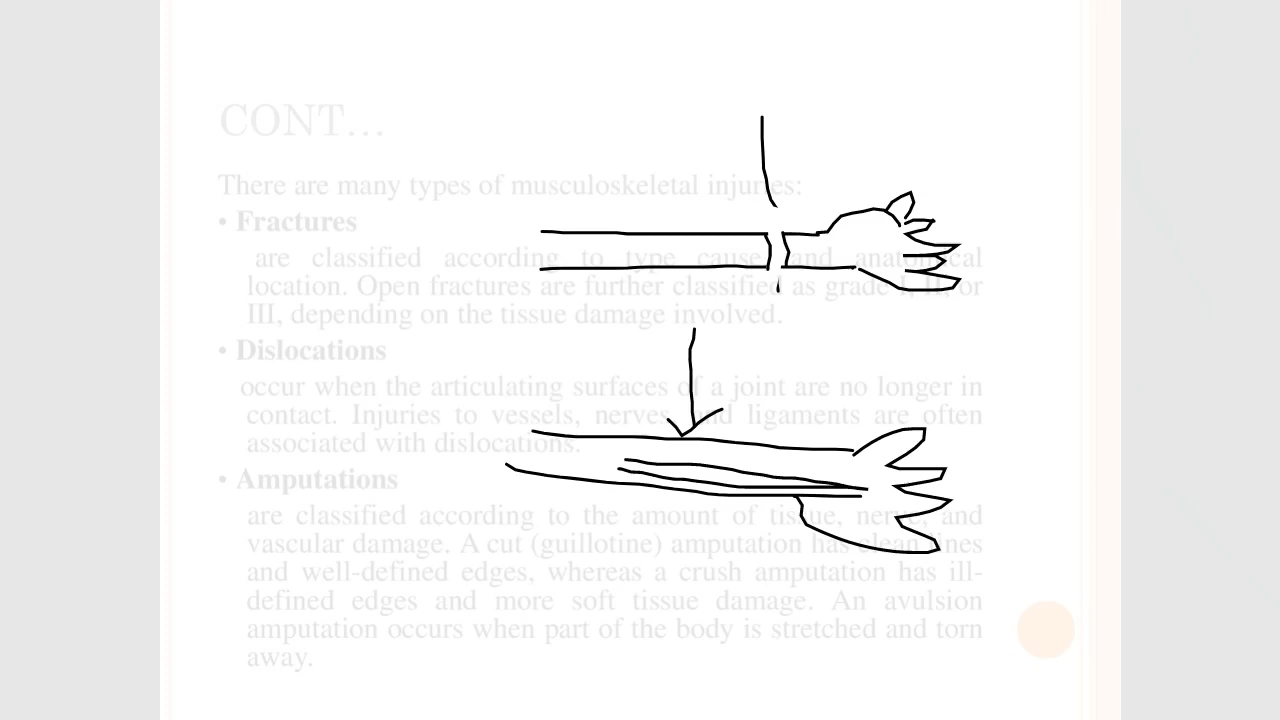 CONT…
There are many types of musculoskeletal injuries:
• Fractures
are classified according to type cause and anatomical
location. Open fractures are further classified as grade I, II, or
III, depending on the tissue damage involved.
• Dislocations
occur when the articulating surfaces of a joint are no longer in
contact. Injuries to vessels, nerves, and ligaments are often
associated with dislocations.
• Amputations
are classified according to the amount of tissue, nerve, and
vascular damage. A cut (guillotine) amputation has clean lines
and well-defined edges, whereas a crush amputation has ill-
defined edges and more soft tissue damage. An avulsion
amputation occurs when part of the body is stretched and torn
away.